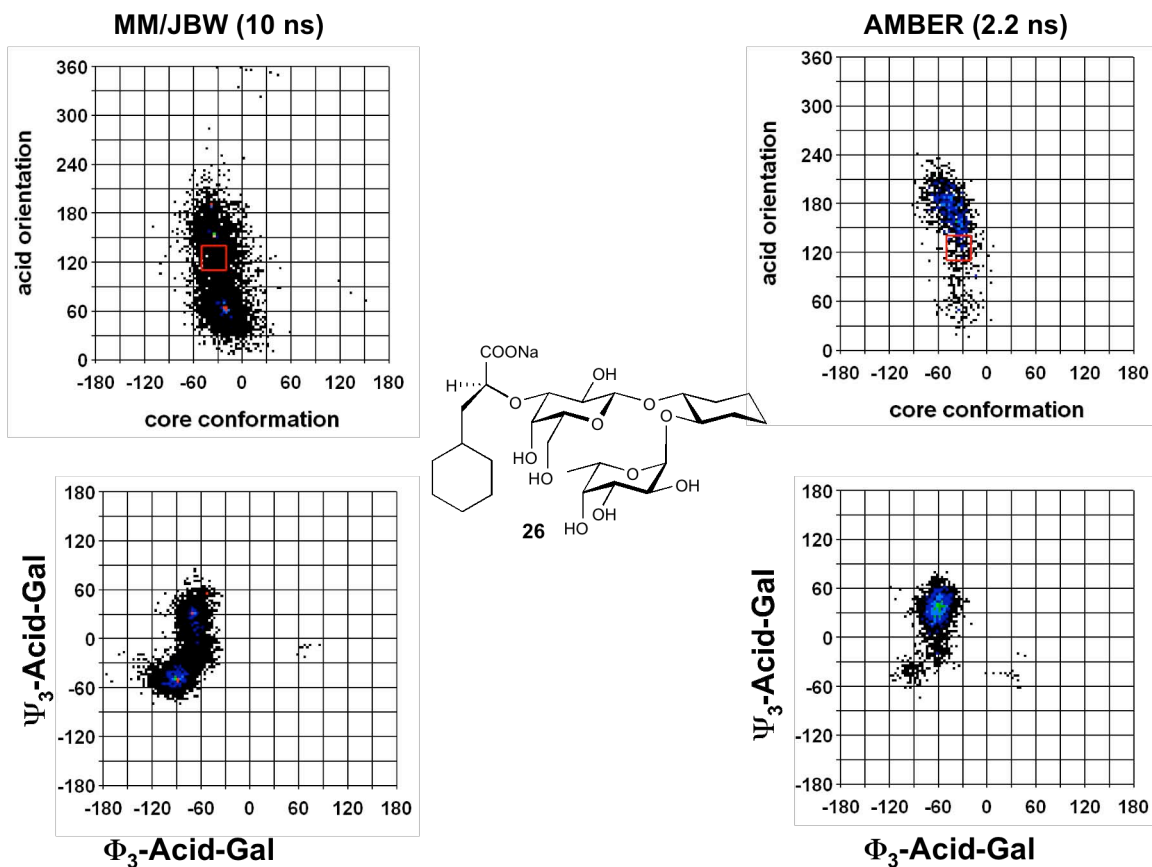 MM/JBW (10 ns)
AMBER (2.2 ns)
360
300
240
180
120
60
0
-180 -120 -60 0 60 120 180
acid orientation
core conformation
360
300
240
180
120
60
0
-180 -120 -60 0 60 120 180
acid orientation
core conformation
COONa
H
O
OH
O
O
O
HO
HO
O
OH
OH
HO
26
180
120
60
0
-60
-120
-180
-180 -120 -60 0 60 120 180
Ψ3-Acid-Gal
Φ3-Acid-Gal
180
120
60
0
-60
-120
-180
-180 -120 -60 0 60 120 180
Ψ3-Acid-Gal
Φ3-Acid-Gal